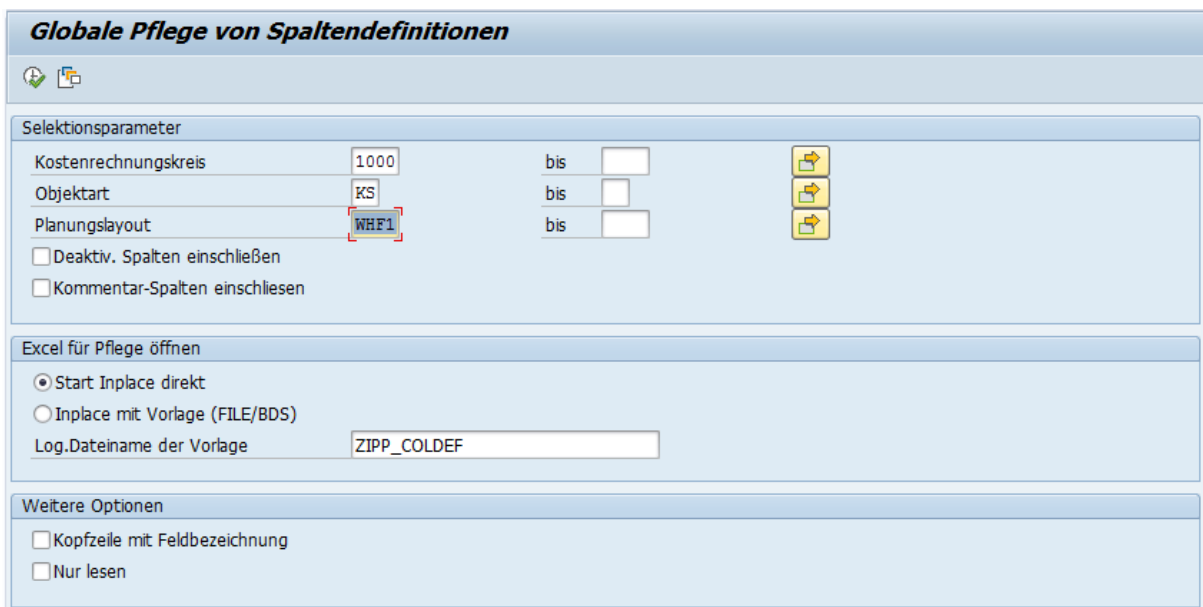 Globale Pflege von Spaltendefinitionen
Selektionsparameter
Kostenrechnungskreis 1000 bis
Objektart KS bis
Planungslayout WHF1 bis
Deaktiv. Spalten einschließen
Kommentar-Spalten einschliesen
Excel für Pflege öffnen
Start Inplace direkt
Inplace mit Vorlage (FILE/BDS)
Log.Dateiname der Vorlage ZIPP_COLDEF
Weitere Optionen
Kopfzeile mit Feldbezeichnung
Nur lesen